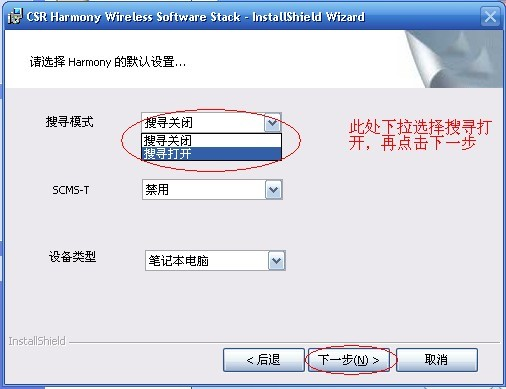 CSR Harmony Wireless Software Stack - InstallShield Wizard
请选择 Harmony 的默认设置...
搜寻模式
搜寻关闭
搜寻关闭
搜寻打开
此处下拉选择搜寻打
开，再点击下一步
SCMS-T
禁用
设备类型
笔记本电脑
InstallShield
< 后退
下一步(N) >
取消